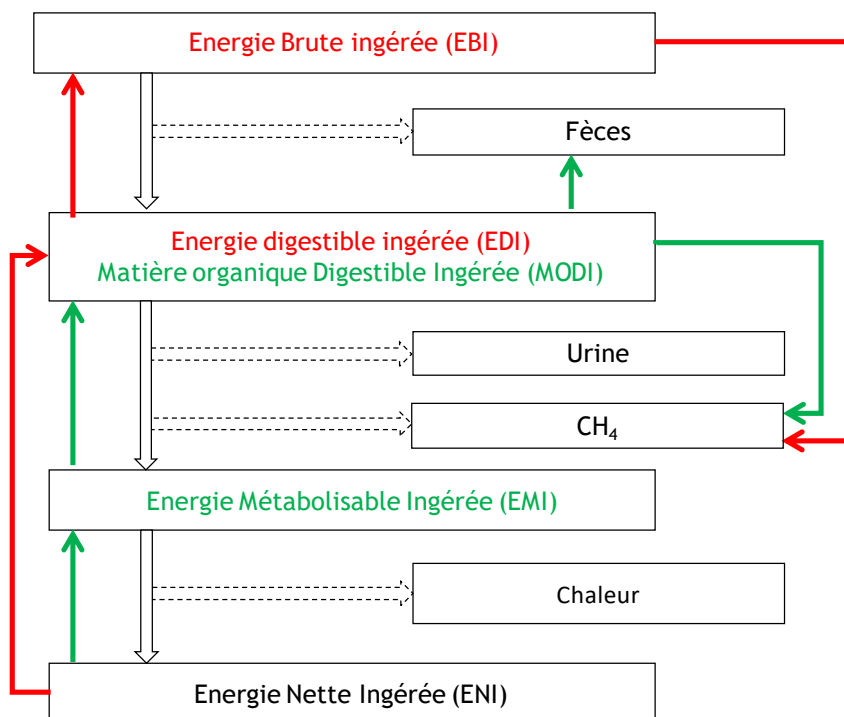 Energie Brute ingérée (EBI)
Fèces
Energie digestible ingérée (EDI)
Matière organique Digestible Ingérée (MODI)
Urine
CH₄
Energie Métabolisable Ingérée (EMI)
Chaleur
Energie Nette Ingérée (ENI)